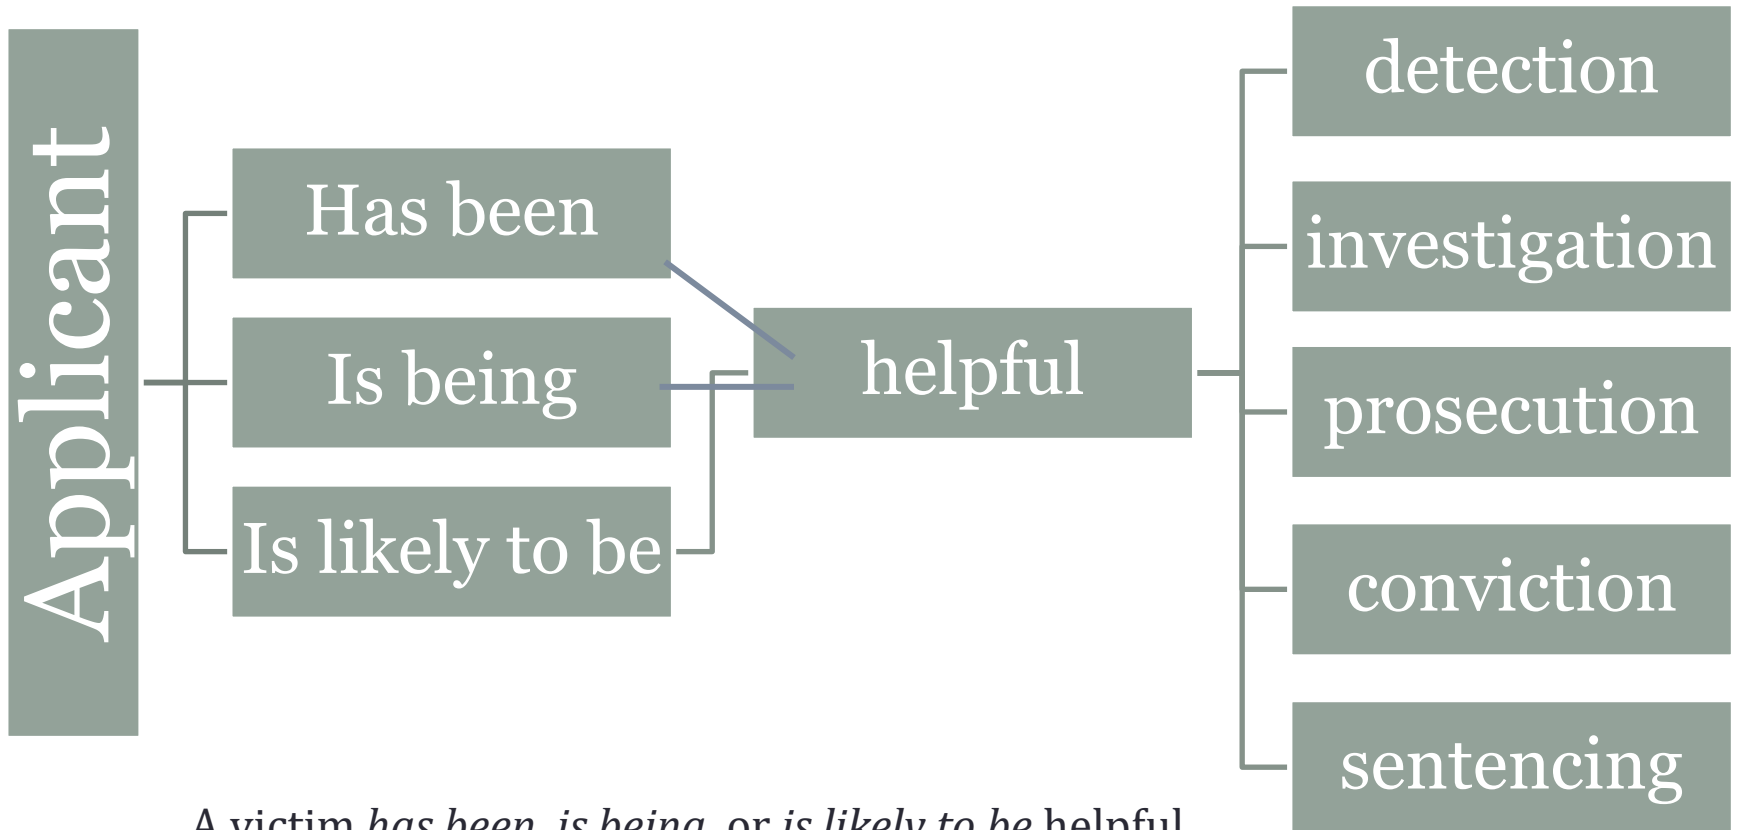 Applicant
Has been
Is being
Is likely to be
helpful
detection
investigation
prosecution
conviction
sentencing
A victim has been, is being, or is likely to be helpful